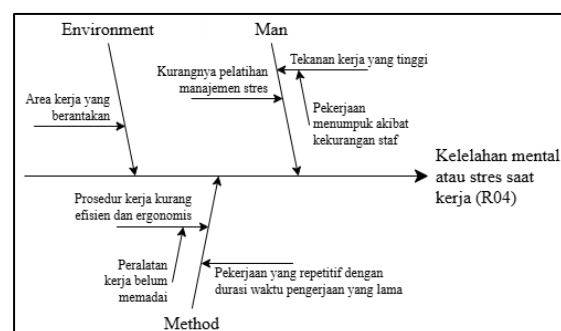 Environment
Man
Kurangnya pelatihan
manajemen stres
Tekanan kerja yang tinggi
Area kerja yang
berantakan
Pekerjaan
menumpuk akibat
kekurangan staf
Kelelahan mental
atau stres saat
kerja (R04)
Prosedur kerja kurang
efisien dan ergonomis
Peralatan
kerja belum
memadai
Pekerjaan yang repetitif dengan
durasi waktu pengerjaan yang lama
Method